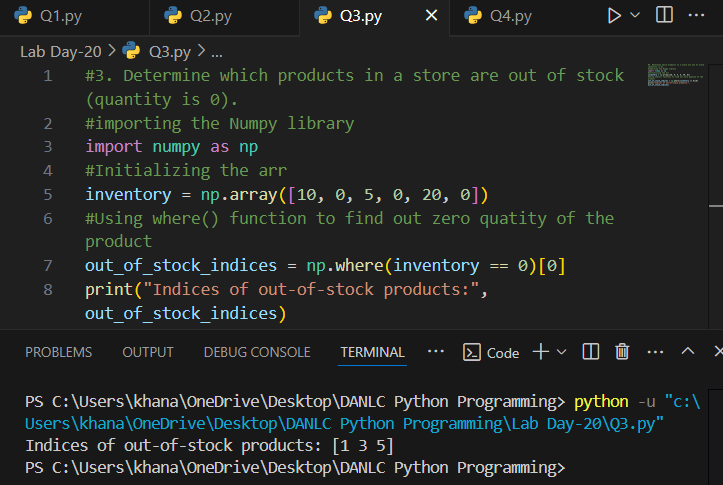 Q1.py Q2.py Q3.py × Q4.py ...
Lab Day-20 > Q3.py > ...
1 #3. Determine which products in a store are out of stock
(quantity is 0).
2 #importing the Numpy library
3 import numpy as np
4 #Initializing the arr
5 inventory = np.array([10, 0, 5, 0, 20, 0])
6 #Using where() function to find out zero quatity of the
product
7 out_of_stock_indices = np.where(inventory == 0)[0]
8 print("Indices of out-of-stock products:",
out_of_stock_indices)
PROBLEMS OUTPUT DEBUG CONSOLE TERMINAL ... Code ...
PS C:\Users\khana\OneDrive\Desktop\DANLC Python Programming> python -u "c:\
Users\khana\OneDrive\Desktop\DANLC Python Programming\Lab Day-20\Q3.py"
Indices of out-of-stock products: [1 3 5]
PS C:\Users\khana\OneDrive\Desktop\DANLC Python Programming>